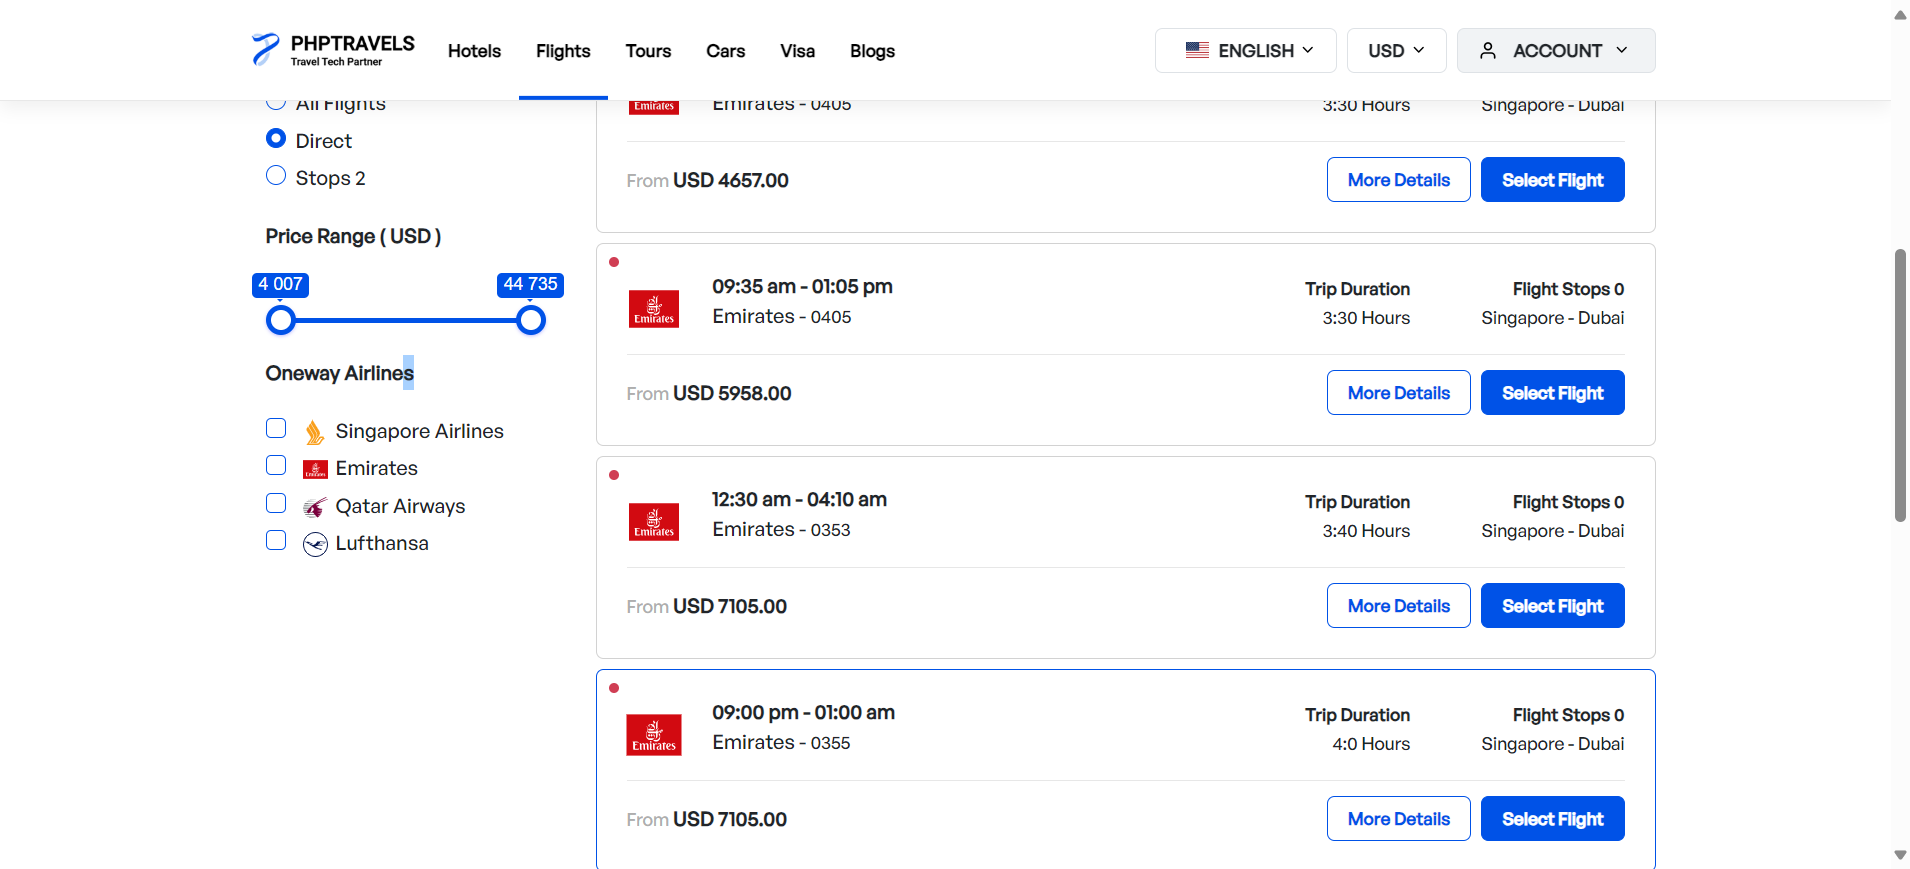 PHPTRAVELS
Travel Tech Partner
Hotels
Flights
Tours
Cars
Visa
Blogs
ENGLISH
USD
ACCOUNT
All Flights
Direct
Stops 2
Price Range ( USD )
4 007
44 735
Oneway Airlines
Singapore Airlines
Emirates
Qatar Airways
Lufthansa
Emirates
Emirates - 0405
3:30 Hours
Singapore - Dubai
From USD 4657.00
More Details
Select Flight
Emirates
09:35 am - 01:05 pm
Emirates - 0405
Trip Duration
3:30 Hours
Flight Stops 0
Singapore - Dubai
From USD 5958.00
More Details
Select Flight
Emirates
12:30 am - 04:10 am
Emirates - 0353
Trip Duration
3:40 Hours
Flight Stops 0
Singapore - Dubai
From USD 7105.00
More Details
Select Flight
Emirates
09:00 pm - 01:00 am
Emirates - 0355
Trip Duration
4:0 Hours
Flight Stops 0
Singapore - Dubai
From USD 7105.00
More Details
Select Flight